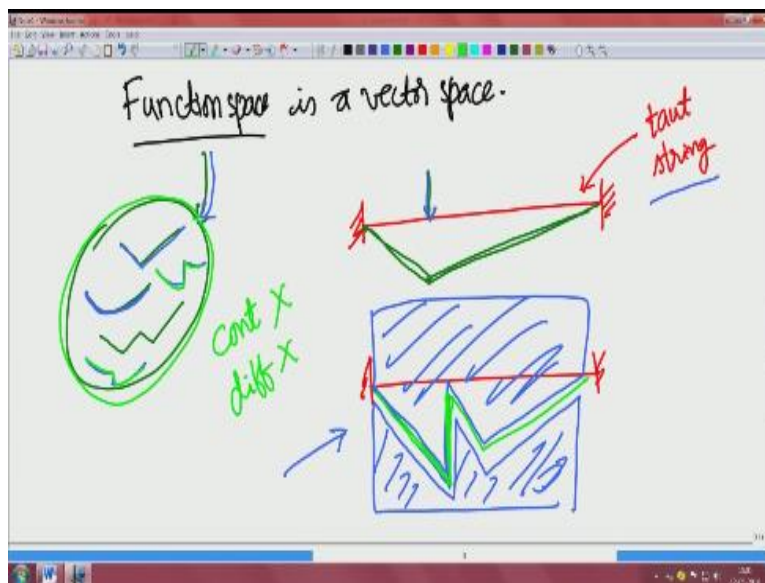 Function space is a vector space.
taut
string
cont X
diff X